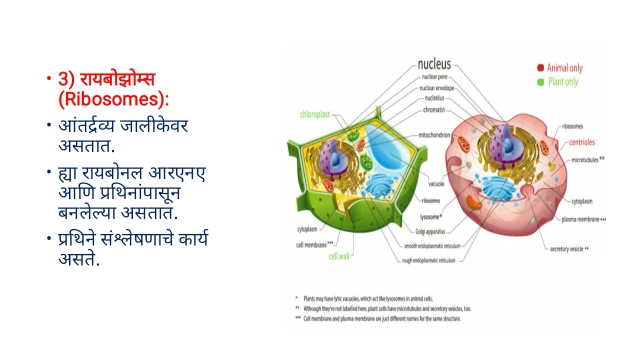 • 3) रायबोझोम्स
(Ribosomes):
• आंतर्द्रव्य जालीकेवर
असतात.
• ह्या रायबोनल आरएनए
आणि प्रथिनांपासून
बनलेल्या असतात.
• प्रथिने संश्लेषणाचे कार्य
असते.
nucleus
nuclear pore
nuclear envelope
nucleolus
chromatin
Animal only
Plant only
chloroplast
mitochondrion
ribosomes
centrioles
microtubules **
vacuole
ribosome
lysosome*
Golgi apparatus
smooth endoplasmatic reticulum
rough endoplasmatic reticulum
cytoplasm
cell membrane***
cell wall
cytoplasm
plasma membrane ***
secretory vesicle **
* Plants may have lytic vacuoles, which act like lysosomes in animal cells.
** Although they're not labelled here, plant cells have microtubules and secretory vesicles, too.
*** Cell membrane and plasma membrane are just different names for the same structure.